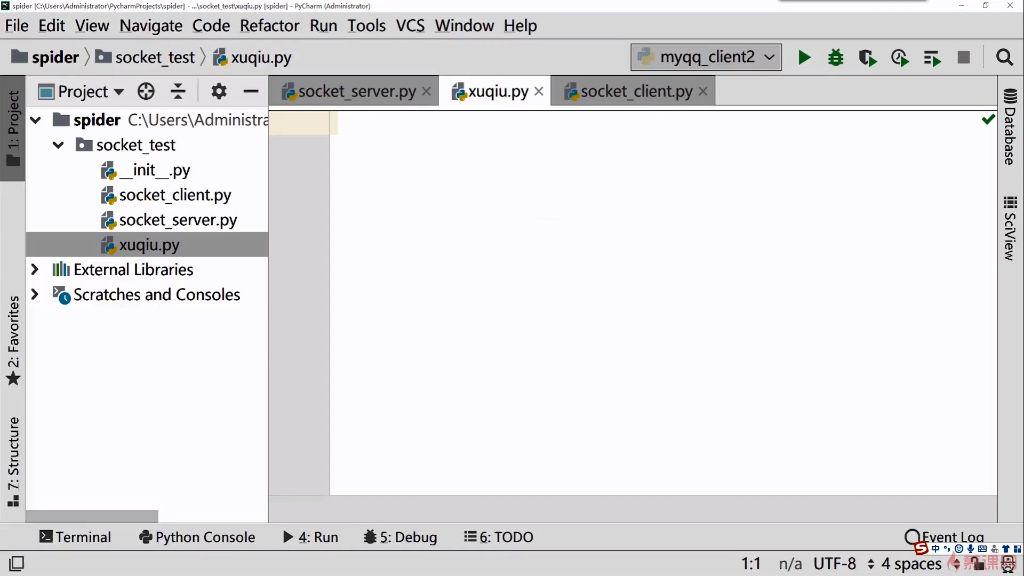 spider [C:\Users\Administrator\PycharmProjects\spider] - ...\socket_test\xuqiu.py [spider] - PyCharm (Administrator)
File Edit View Navigate Code Refactor Run Tools VCS Window Help
spider socket_test xuqiu.py myqq_client2
Project socket_server.py xuqiu.py socket_client.py
1: Project
spider C:\Users\Administra
socket_test
__init__.py
socket_client.py
socket_server.py
xuqiu.py
External Libraries
Scratches and Consoles
2: Favorites
7: Structure
Database
SciView
Terminal Python Console 4: Run 5: Debug 6: TODO Event Log
中
1:1 n/a UTF-8 4 spaces